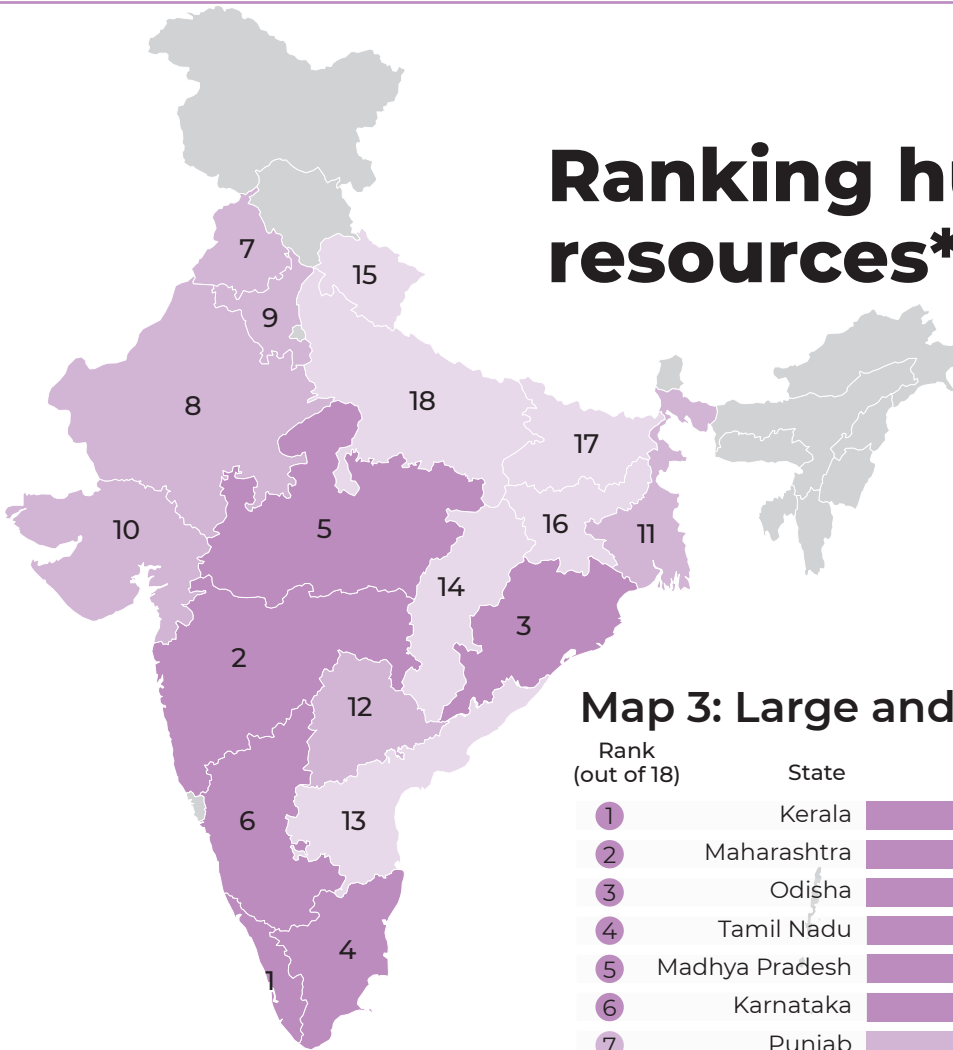 Ranking hu
resources*
7
15
9
8
18
17
10
5
16
11
14
3
2
12
6
13
4
1
Map 3: Large and
Rank
(out of 18)
State
1 Kerala
2 Maharashtra
3 Odisha
4 Tamil Nadu
5 Madhya Pradesh
6 Karnataka
7 Punjab